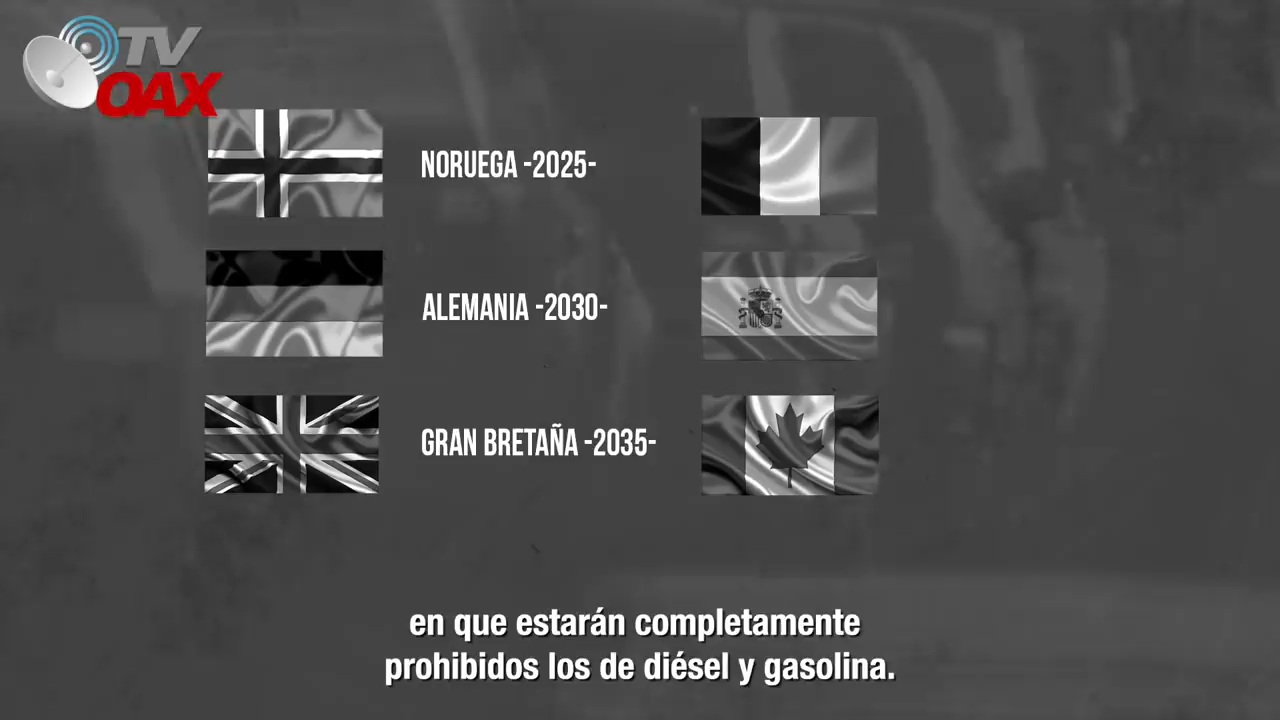 TV
OAX
NORUEGA -2025-
ALEMANIA -2030-
GRAN BRETAÑA -2035-
en que estarán completamente
prohibidos los de diésel y gasolina.